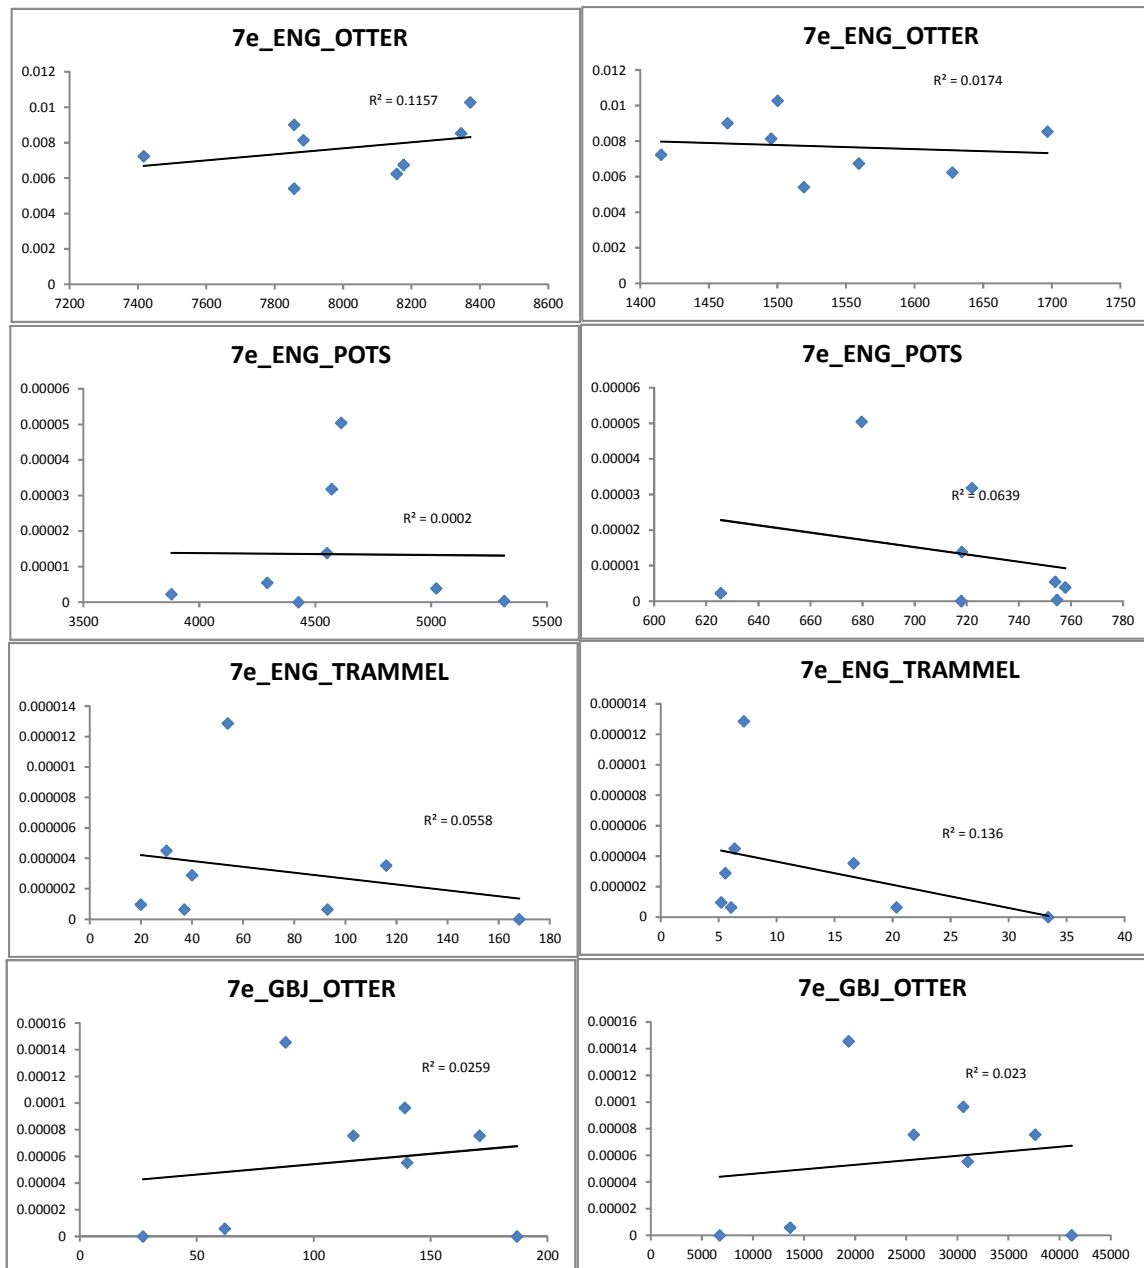 7e_ENG_OTTER
R² = 0.1157
0.012
0.01
0.008
0.006
0.004
0.002
0
7200 7400 7600 7800 8000 8200 8400 8600
7e_ENG_OTTER
R² = 0.0174
0.012
0.01
0.008
0.006
0.004
0.002
0
1400 1450 1500 1550 1600 1650 1700 1750
7e_ENG_POTS
0.00006
0.00005
0.00004
0.00003
R² = 0.0002
0.00002
0.00001
0
3500 4000 4500 5000 5500
7e_ENG_POTS
0.00006
0.00005
0.00004
0.00003
R² = 0.0639
0.00002
0.00001
0
600 620 640 660 680 700 720 740 760 780
7e_ENG_TRAMMEL
0.000014
0.000012
0.00001
0.000008
R² = 0.0558
0.000006
0.000004
0.000002
0
0 20 40 60 80 100 120 140 160 180
7e_ENG_TRAMMEL
0.000014
0.000012
0.00001
0.000008
0.000006
R² = 0.136
0.000004
0.000002
0
0 5 10 15 20 25 30 35 40
7e_GBJ_OTTER
0.00016
0.00014
R² = 0.0259
0.00012
0.0001
0.00008
0.00006
0.00004
0.00002
0
0 50 100 150 200
7e_GBJ_OTTER
0.00016
0.00014
R² = 0.023
0.00012
0.0001
0.00008
0.00006
0.00004
0.00002
0
0 5000 10000 15000 20000 25000 30000 35000 40000 45000